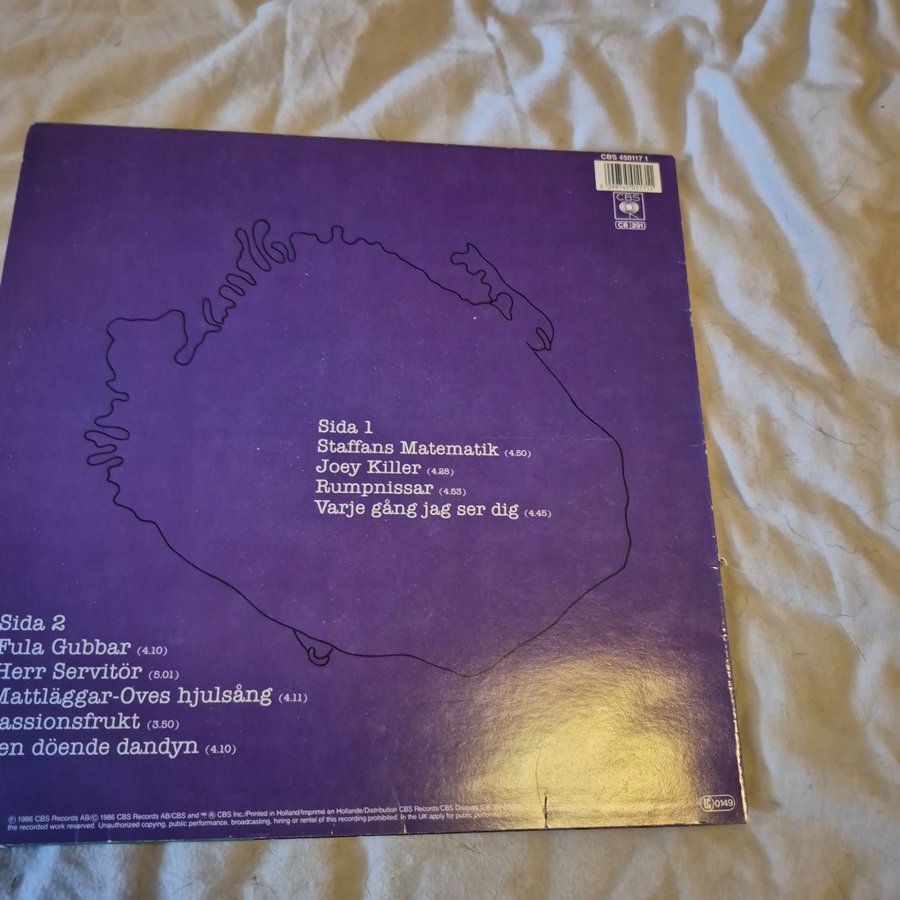 CBS 450117 1
CBS
CB 291
Sida 1
Staffans Matematik (4.50)
Joey Killer (4.28)
Rumpnissar (4.53)
Varje gång jag ser dig (4.45)
Sida 2
Fula Gubbar (4.10)
Herr Servitör (5.01)
Mattläggar-Oves hjulsång (4.11)
assionsfrukt (3.50)
en döende dandyn (4.10)
LC 0149
℗ 1986 CBS Records AB/© 1986 CBS Records AB/CBS and ® CBS Inc./Printed in Holland/Imprimé en Hollande/Distribution CBS Records/CBS Disques
the recorded work reserved. Unauthorized copying, public performance, broadcasting, hiring or rental of this recording prohibited. In the UK apply for public